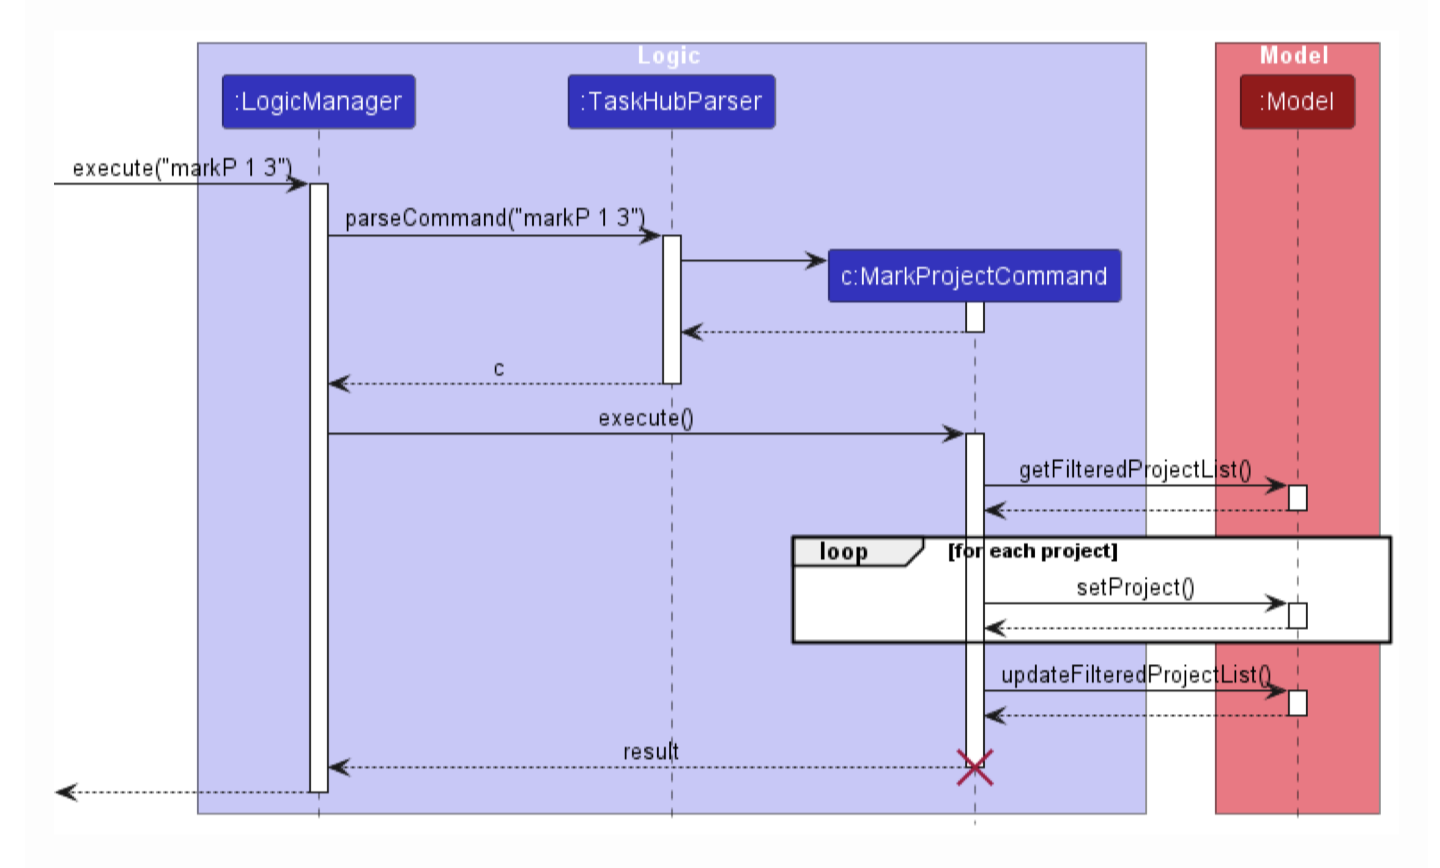 Logic
Model
:LogicManager
:TaskHubParser
:Model
execute("markP 1 3")
parseCommand("markP 1 3")
c:MarkProjectCommand
c
execute()
getFilteredProjectList()
loop
[for each project]
setProject()
updateFilteredProjectList()
result